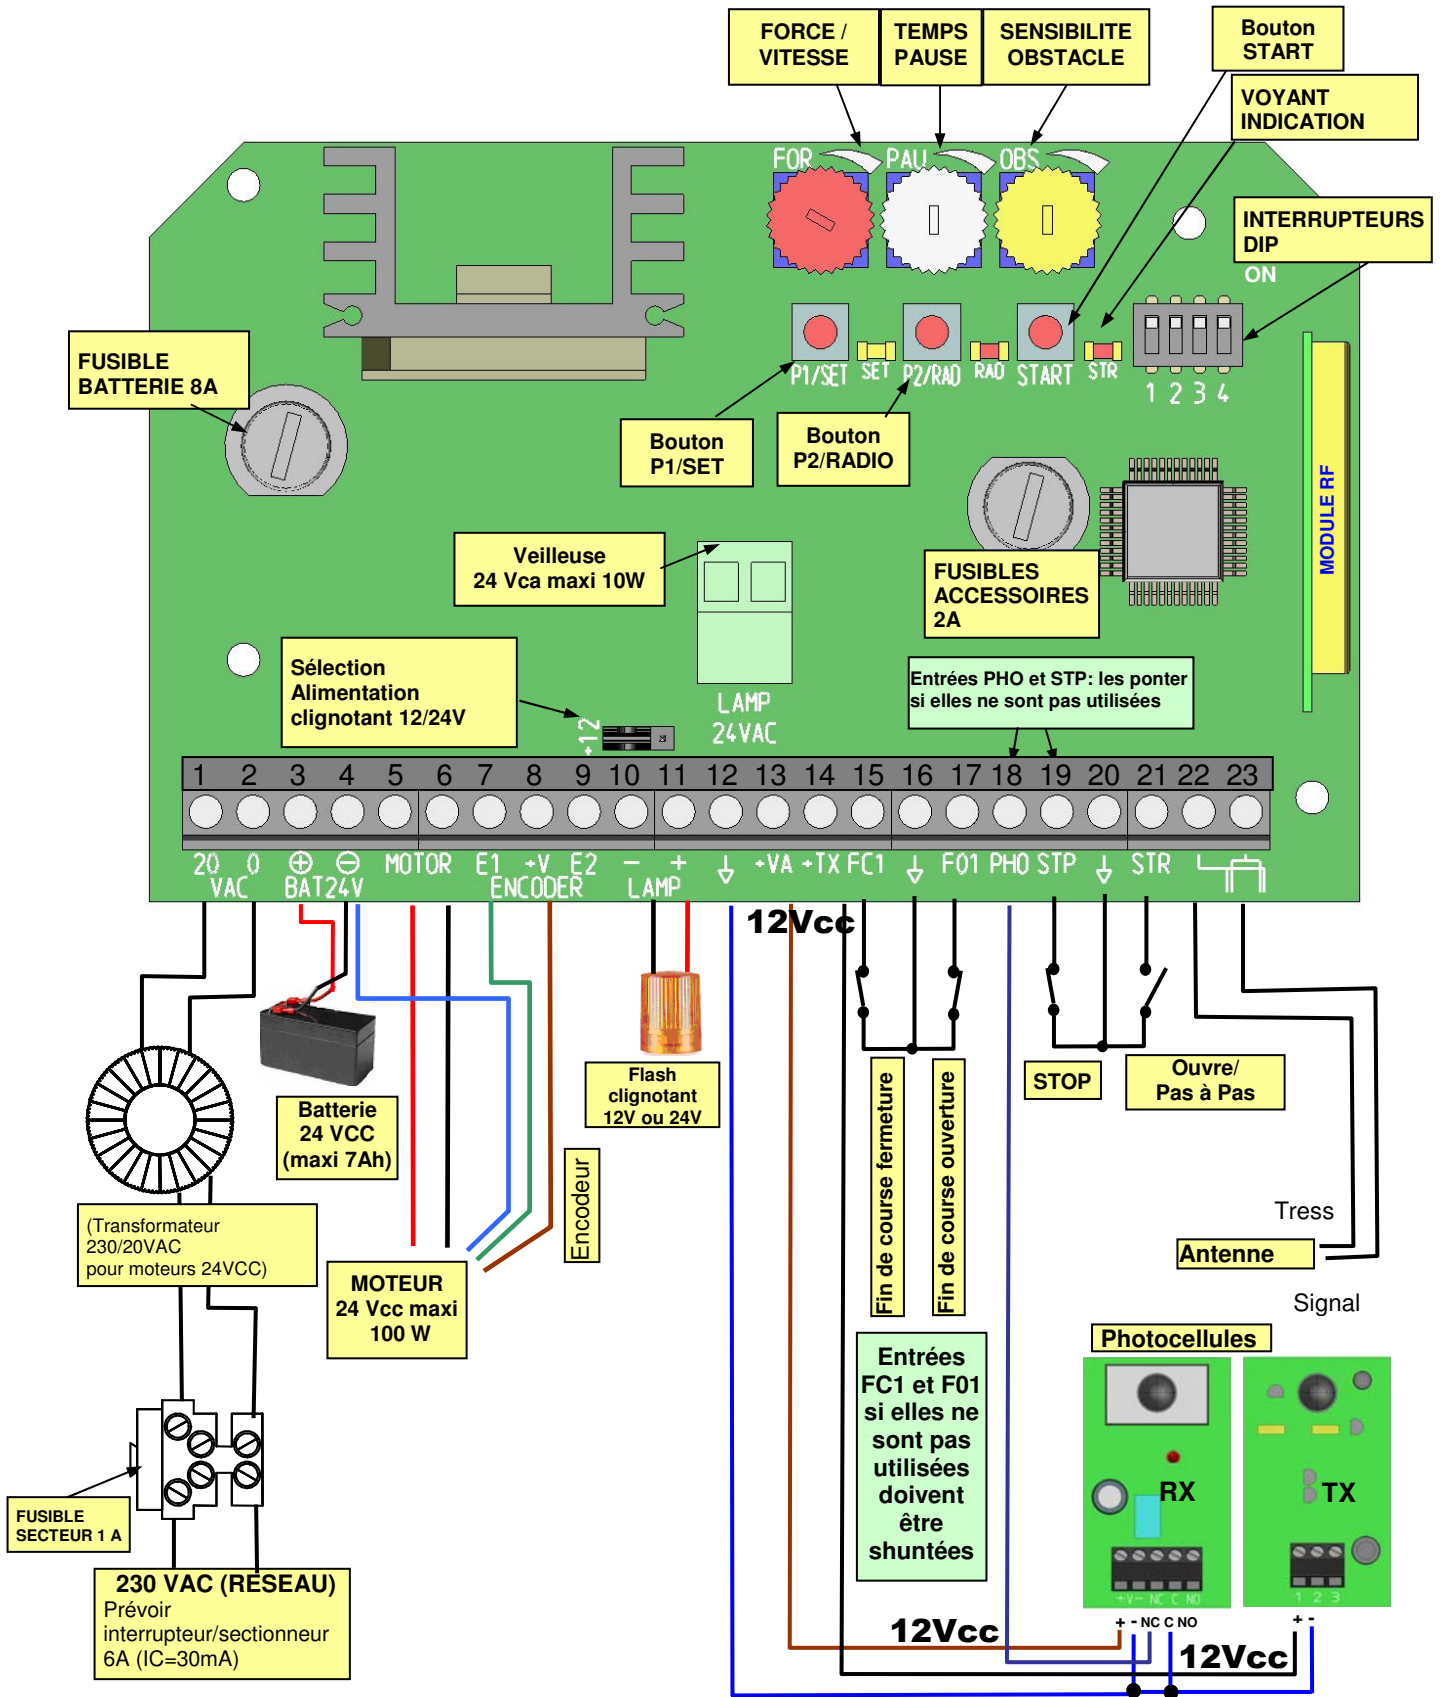 FORCE /
VITESSE
TEMPS
PAUSE
SENSIBILITE
OBSTACLE
Bouton
START
VOYANT
INDICATION
INTERRUPTEURS
DIP
ON
FOR
PAU
OBS
FUSIBLE
BATTERIE 8A
P1/SET
SET
P2/RAD
RAD
START
STR
1 2 3 4
Bouton
P1/SET
Bouton
P2/RADIO
MODULE RF
Veilleuse
24 Vca maxi 10W
FUSIBLES
ACCESSOIRES
2A
Sélection
Alimentation
clignotant 12/24V
Entrées PHO et STP: les ponter
si elles ne sont pas utilisées
LAMP
24VAC
+12
1 2 3 4 5 6 7 8 9 10 11 12 13 14 15 16 17 18 19 20 21 22 23
20 0 MOTOR E1 +V E2 - + +VA +TX FC1 FO1 PHO STP STR
VAC BAT24V ENCODER LAMP
12Vcc
Batterie
24 VCC
(maxi 7Ah)
Flash
clignotant
12V ou 24V
Encodeur
Fin de course fermeture
Fin de course ouverture
STOP
Ouvre/
Pas à Pas
(Transformateur
230/20VAC
pour moteurs 24VCC)
MOTEUR
24 Vcc maxi
100 W
Tress
Antenne
Signal
Photocellules
Entrées
FC1 et F01
si elles ne
sont pas
utilisées
doivent
être
shuntées
RX
TX
FUSIBLE
SECTEUR 1 A
230 VAC (RESEAU)
Prévoir
interrupteur/sectionneur
6A (IC=30mA)
+V- NC C NO
1 2 3
+ - NC C NO
+ -
12Vcc
12Vcc